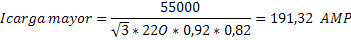 Icarga mayor = 55000 / √3 * 22O * 0,92 * 0,82 = 191,32 AMP